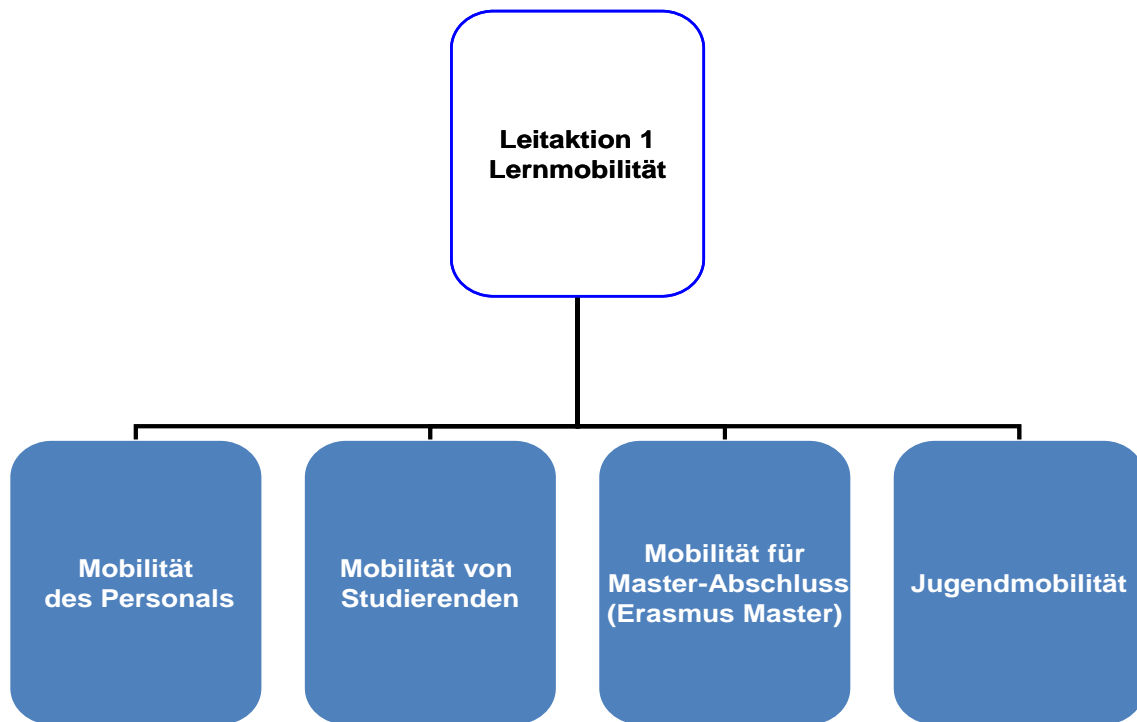 Leitaktion 1
Lernmobilität
Mobilität
des Personals
Mobilität von
Studierenden
Mobilität für
Master-Abschluss
(Erasmus Master)
Jugendmobilität